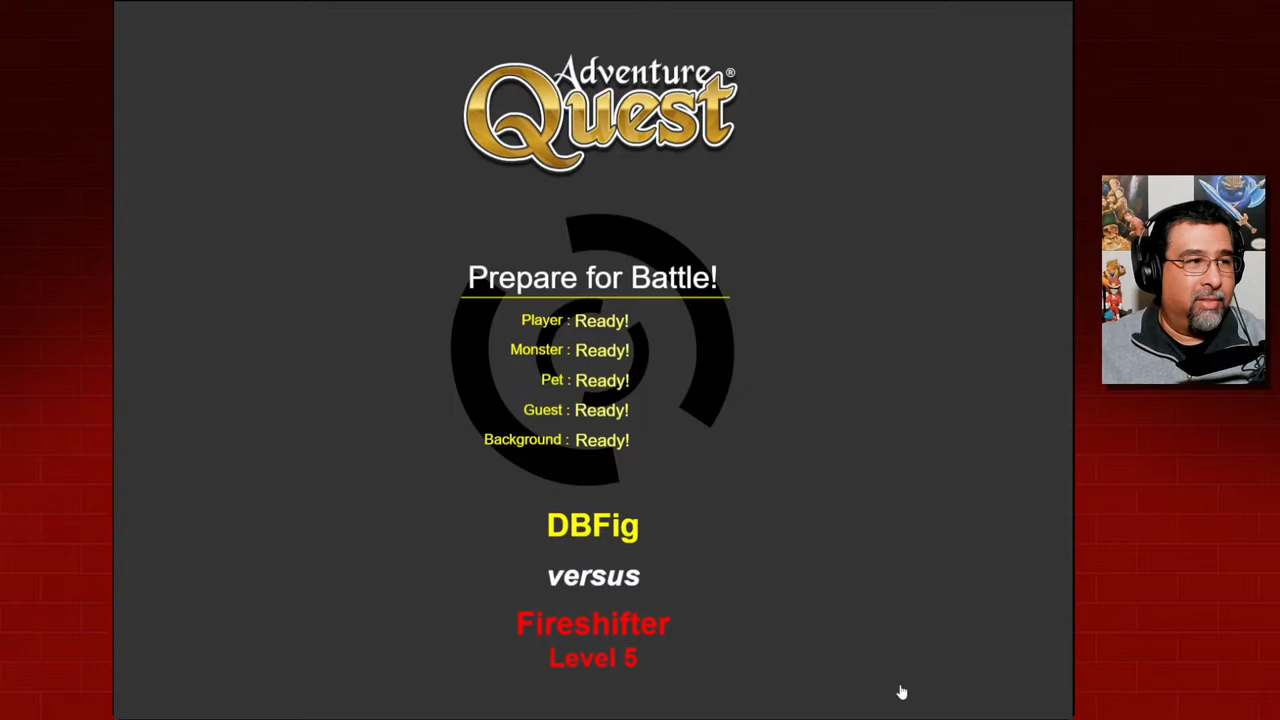 Adventure®
Quest
Prepare for Battle!
Player : Ready!
Monster : Ready!
Pet : Ready!
Guest : Ready!
Background : Ready!
DBFig
versus
Fireshifter
Level 5